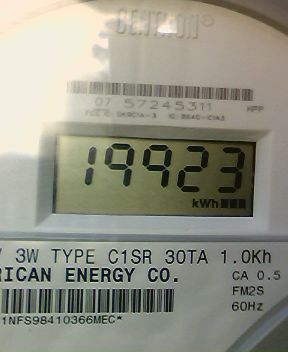 CENTRON®
07 57245311
HPP
19923
kWh
V 3W TYPE C1SR 30TA 1.0Kh
RICAN ENERGY CO.
CA 0.5
FM2S
60Hz
1NFS98410366MEC*